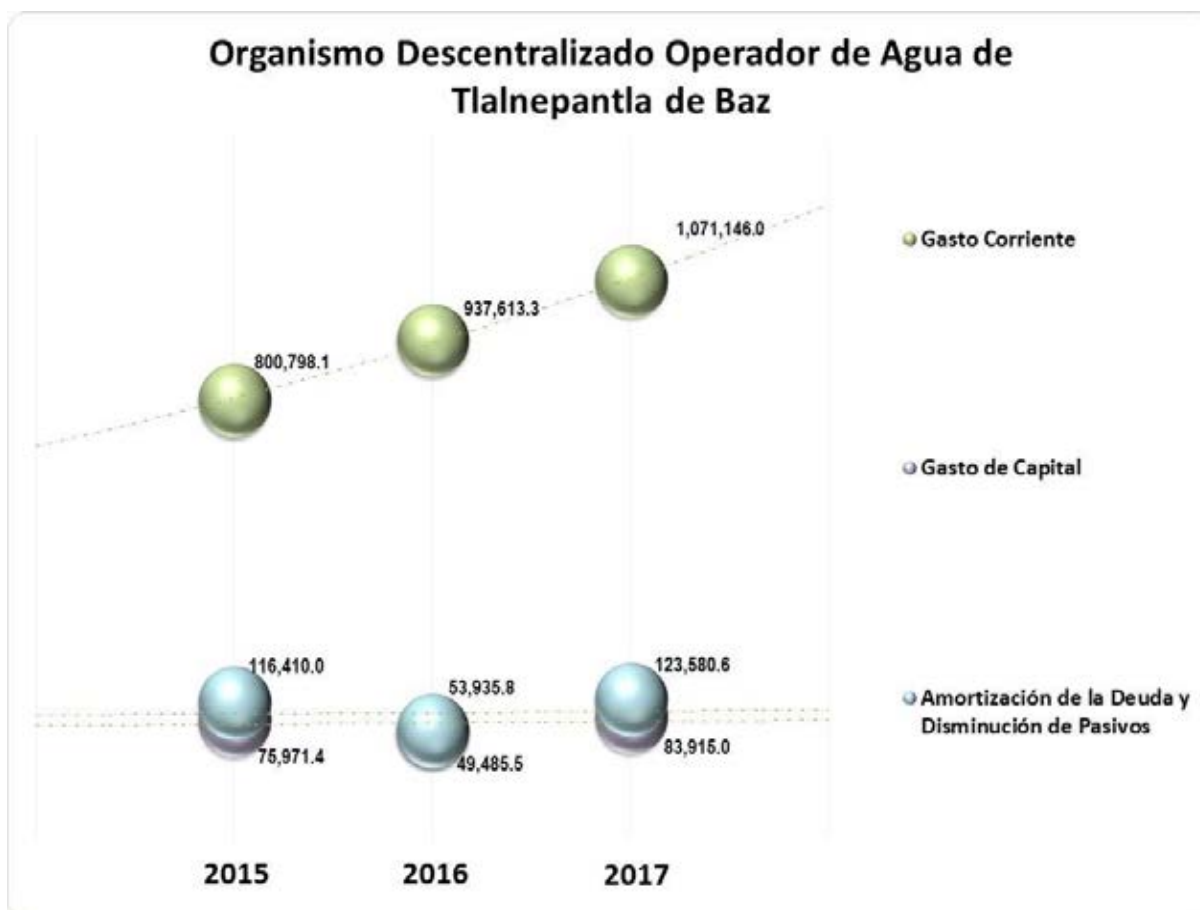 Organismo Descentralizado Operador de Agua de
Tlalnepantla de Baz
1,071,146.0
Gasto Corriente
937,613.3
800,798.1
Gasto de Capital
116,410.0
53,935.8
123,580.6
Amortización de la Deuda y
Disminución de Pasivos
75,971.4
49,485.5
83,915.0
2015
2016
2017